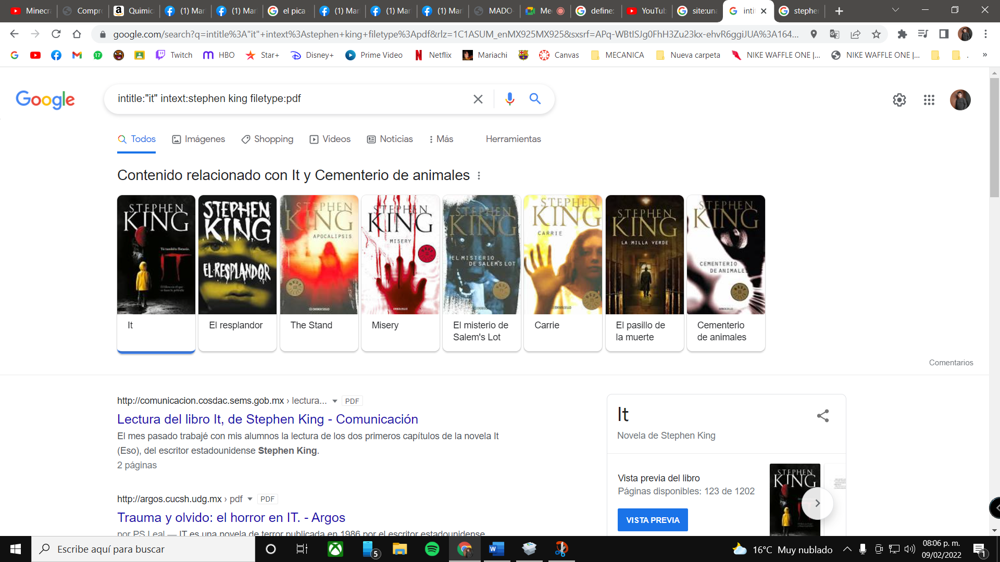 Minecra
Compro
Quimic
(1) Mar
(1) Mar
el pica
(1) Mar
(1) Mar
(1) Mar
MADO-
Me
define:
YouTub
site:una
inti
stephe
google.com/search?q=intitle%3A"it"+intext%3Astephen+king+filetype%3Apdf&rlz=1C1ASUM_enMX925MX925&sxsrf=APq-WBtISJg0FhH3Zu23kx-ehvR6ggiJUA%3A164...
17
Twitch
HBO
Star+
Disney+
Prime Video
Netflix
Mariachi
Canvas
MECANICA
Nueva carpeta
NIKE WAFFLE ONE |...
NIKE WAFFLE ONE |...
.
»
Google
intitle:"it" intext:stephen king filetype:pdf
Todos
Imágenes
Shopping
Videos
Noticias
Más
Herramientas
Contenido relacionado con It y Cementerio de animales
STEPHEN
KING
Tú también flotarás.
IT
STEPHEN
KING
EL RESPLANDOR
STEPHEN
KING
APOCALIPSIS
DEBOLSILLO
STEPHEN
KING
MISERY
DEBOLSILLO
STEPHEN
KING
EL MISTERIO
DE SALEM'S LOT
STEPHEN
KING
CARRIE
DEBOLSILLO
STEPHEN
KING
LA MILLA VERDE
STEPHEN
KING
CEMENTERIO
DE ANIMALES
It
El resplandor
The Stand
Misery
El misterio de
Salem's Lot
Carrie
El pasillo de
la muerte
Cementerio
de animales
Comentarios
http://comunicacion.cosdac.sems.gob.mx › lectura...
PDF
Lectura del libro It, de Stephen King - Comunicación
El mes pasado trabajé con mis alumnos la lectura de los dos primeros capítulos de la novela It
(Eso), del escritor estadounidense Stephen King.
2 páginas
http://argos.cucsh.udg.mx › pdf
PDF
Trauma y olvido: el horror en IT. - Argos
por PS Leal — IT es una novela de terror publicada en 1986 por el escritor estadounidense
It
Novela de Stephen King
Vista previa del libro
Páginas disponibles: 123 de 1202
VISTA PREVIA
STEPHEN
KING
Escribe aquí para buscar
5
W
16°C Muy nublado
08:06 p. m.
09/02/2022
1